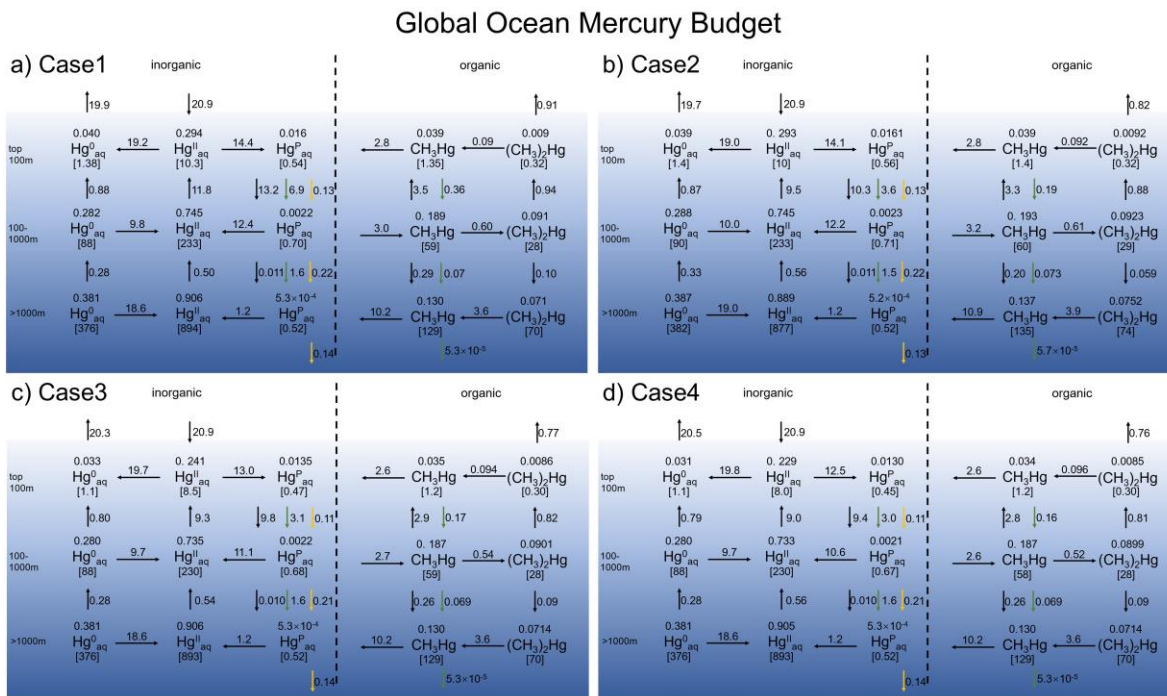 Global Ocean Mercury Budget
a) Case1
inorganic
organic
19.9
20.9
0.91
top
100m
0.040
0.294
0.016
0.039
0.009
Hg⁰aq
19.2
Hgᴵᴵaq
14.4
Hgᴾaq
2.8
CH₃Hg
0.09
(CH₃)₂Hg
[1.38]
[10.3]
[0.54]
[1.35]
[0.32]
0.88
11.8
13.2
6.9
0.13
3.5
0.36
0.94
100-
1000m
0.282
0.745
0.0022
0. 189
0.091
Hg⁰aq
9.8
Hgᴵᴵaq
12.4
Hgᴾaq
3.0
CH₃Hg
0.60
(CH₃)₂Hg
[88]
[233]
[0.70]
[59]
[28]
0.28
0.50
0.011
1.6
0.22
0.29
0.07
0.10
>1000m
0.381
0.906
5.3×10⁻⁴
0.130
0.071
Hg⁰aq
18.6
Hgᴵᴵaq
1.2
Hgᴾaq
10.2
CH₃Hg
3.6
(CH₃)₂Hg
[376]
[894]
[0.52]
[129]
[70]
0.14
5.3×10⁻⁵
b) Case2
inorganic
organic
19.7
20.9
0.82
top
100m
0.039
0. 293
0.0161
0.039
0.0092
Hg⁰aq
19.0
Hgᴵᴵaq
14.1
Hgᴾaq
2.8
CH₃Hg
0.092
(CH₃)₂Hg
[1.4]
[10]
[0.56]
[1.4]
[0.32]
0.87
9.5
10.3
3.6
0.13
3.3
0.19
0.88
100-
1000m
0.288
0.745
0.0023
0. 193
0.0923
Hg⁰aq
10.0
Hgᴵᴵaq
12.2
Hgᴾaq
3.2
CH₃Hg
0.61
(CH₃)₂Hg
[90]
[233]
[0.71]
[60]
[29]
0.33
0.56
0.011
1.5
0.22
0.20
0.073
0.059
>1000m
0.387
0.889
5.2×10⁻⁴
0.137
0.0752
Hg⁰aq
19.0
Hgᴵᴵaq
1.2
Hgᴾaq
10.9
CH₃Hg
3.9
(CH₃)₂Hg
[382]
[877]
[0.52]
[135]
[74]
0.13
5.7×10⁻⁵
c) Case3
inorganic
organic
20.3
20.9
0.77
top
100m
0.033
0. 241
0.0135
0.035
0.0086
Hg⁰aq
19.7
Hgᴵᴵaq
13.0
Hgᴾaq
2.6
CH₃Hg
0.094
(CH₃)₂Hg
[1.1]
[8.5]
[0.47]
[1.2]
[0.30]
0.80
9.3
9.8
3.1
0.11
2.9
0.17
0.82
100-
1000m
0.280
0.735
0.0022
0. 187
0.0901
Hg⁰aq
9.7
Hgᴵᴵaq
11.1
Hgᴾaq
2.7
CH₃Hg
0.54
(CH₃)₂Hg
[88]
[230]
[0.68]
[59]
[28]
0.28
0.54
0.010
1.6
0.21
0.26
0.069
0.09
>1000m
0.381
0.906
5.3×10⁻⁴
0.130
0.0714
Hg⁰aq
18.6
Hgᴵᴵaq
1.2
Hgᴾaq
10.2
CH₃Hg
3.6
(CH₃)₂Hg
[376]
[893]
[0.52]
[129]
[70]
0.14
5.3×10⁻⁵
d) Case4
inorganic
organic
20.5
20.9
0.76
top
100m
0.031
0. 229
0.0130
0.034
0.0085
Hg⁰aq
19.8
Hgᴵᴵaq
12.5
Hgᴾaq
2.6
CH₃Hg
0.096
(CH₃)₂Hg
[1.1]
[8.0]
[0.45]
[1.2]
[0.30]
0.79
9.0
9.4
3.0
0.11
2.8
0.16
0.81
100-
1000m
0.280
0.733
0.0021
0. 187
0.0899
Hg⁰aq
9.7
Hgᴵᴵaq
10.6
Hgᴾaq
2.6
CH₃Hg
0.52
(CH₃)₂Hg
[88]
[230]
[0.67]
[58]
[28]
0.28
0.56
0.010
1.6
0.21
0.26
0.069
0.09
>1000m
0.381
0.905
5.3×10⁻⁴
0.130
0.0714
Hg⁰aq
18.6
Hgᴵᴵaq
1.2
Hgᴾaq
10.2
CH₃Hg
3.6
(CH₃)₂Hg
[376]
[893]
[0.52]
[129]
[70]
0.14
5.3×10⁻⁵